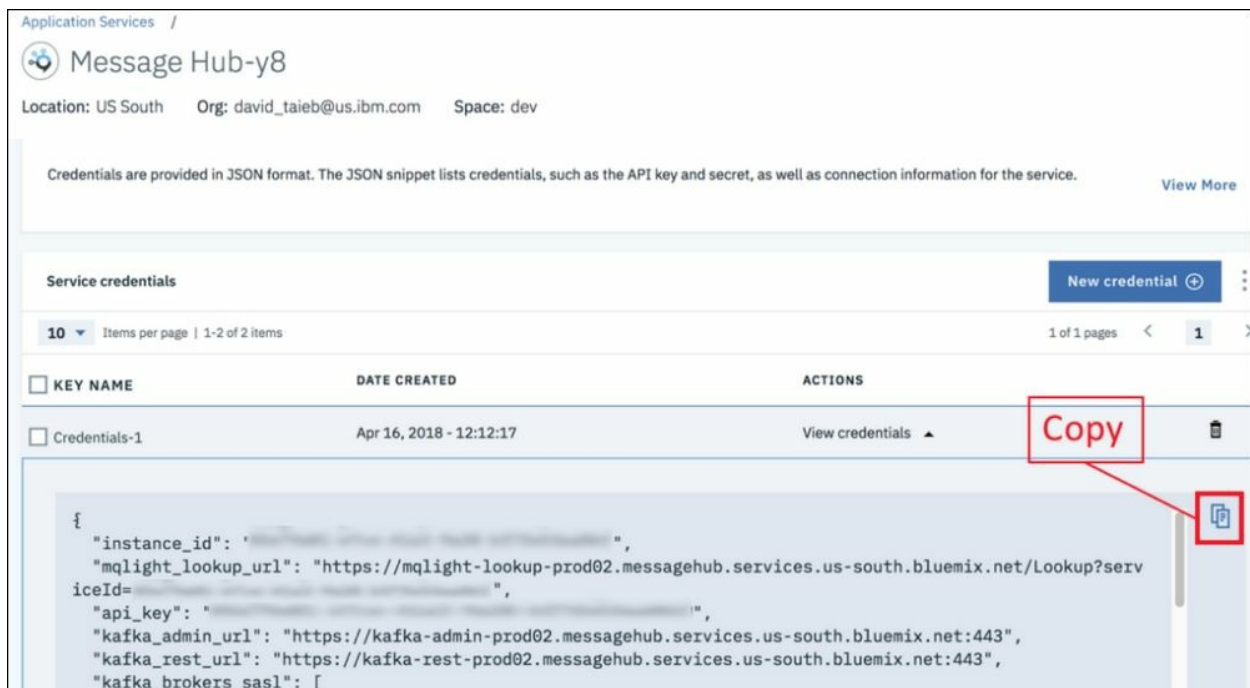 Application Services /
Message Hub-y8
Location: US South Org: david_taieb@us.ibm.com Space: dev
Credentials are provided in JSON format. The JSON snippet lists credentials, such as the API key and secret, as well as connection information for the service.
View More
Service credentials
New credential
10 Items per page | 1-2 of 2 items
1 of 1 pages < 1 >
KEY NAME DATE CREATED ACTIONS
Credentials-1 Apr 16, 2018 - 12:12:17 View credentials
Copy
{
"instance_id": "",
"mqlight_lookup_url": "https://mqlight-lookup-prod02.messagehub.services.us-south.bluemix.net/Lookup?serv
iceId= ",
"api_key": "",
"kafka_admin_url": "https://kafka-admin-prod02.messagehub.services.us-south.bluemix.net:443",
"kafka_rest_url": "https://kafka-rest-prod02.messagehub.services.us-south.bluemix.net:443",
"kafka_brokers_sasl": [